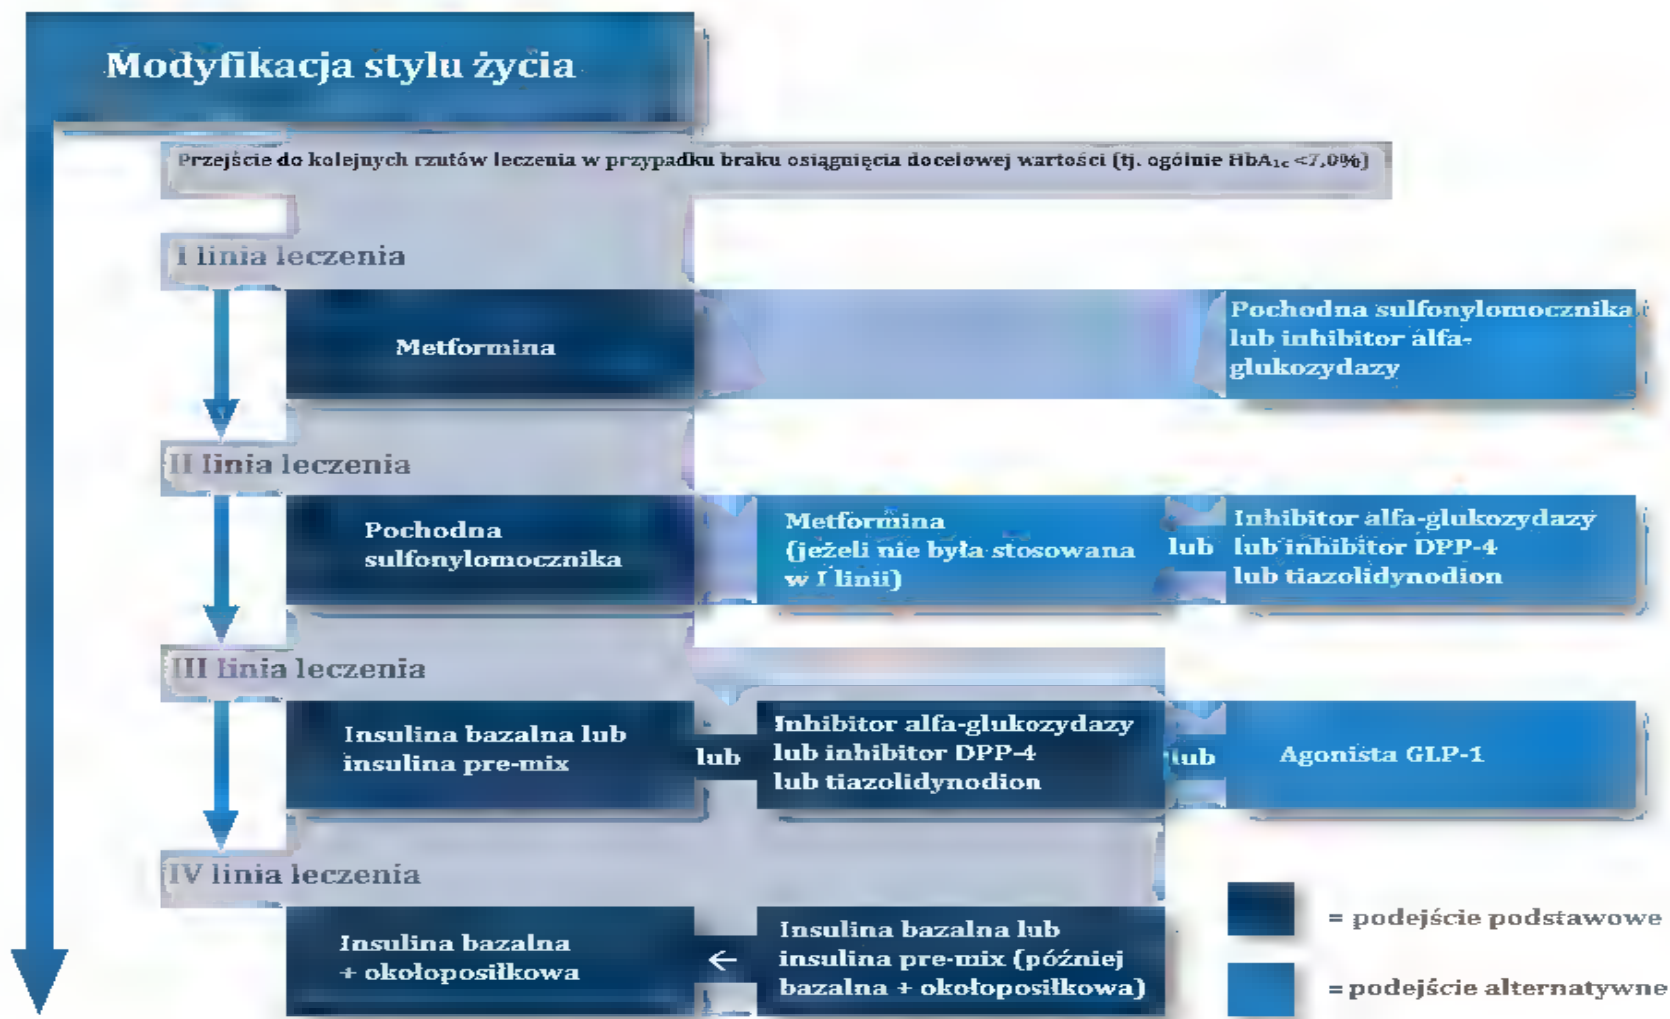 Modyfikacja stylu życia
Przejście do kolejnych rzutów leczenia w przypadku braku osiągnięcia docelowej wartości (tj. ogólnie HbA₁c <7,0%)
I linia leczenia
Metformina
Pochodna sulfonylomocznika
lub inhibitor alfa-
glukozydazy
II linia leczenia
Pochodna
sulfonylomocznika
Metformina
(jeżeli nie była stosowana
w I linii)
lub
Inhibitor alfa-glukozydazy
lub inhibitor DPP-4
lub tiazolidynodion
III linia leczenia
Insulina bazalna lub
insulina pre-mix
lub
Inhibitor alfa-glukozydazy
lub inhibitor DPP-4
lub tiazolidynodion
lub
Agonista GLP-1
IV linia leczenia
Insulina bazalna
+ okołoposiłkowa
←
Insulina bazalna lub
insulina pre-mix (później
bazalna + okołoposiłkowa)
= podejście podstawowe
= podejście alternatywne